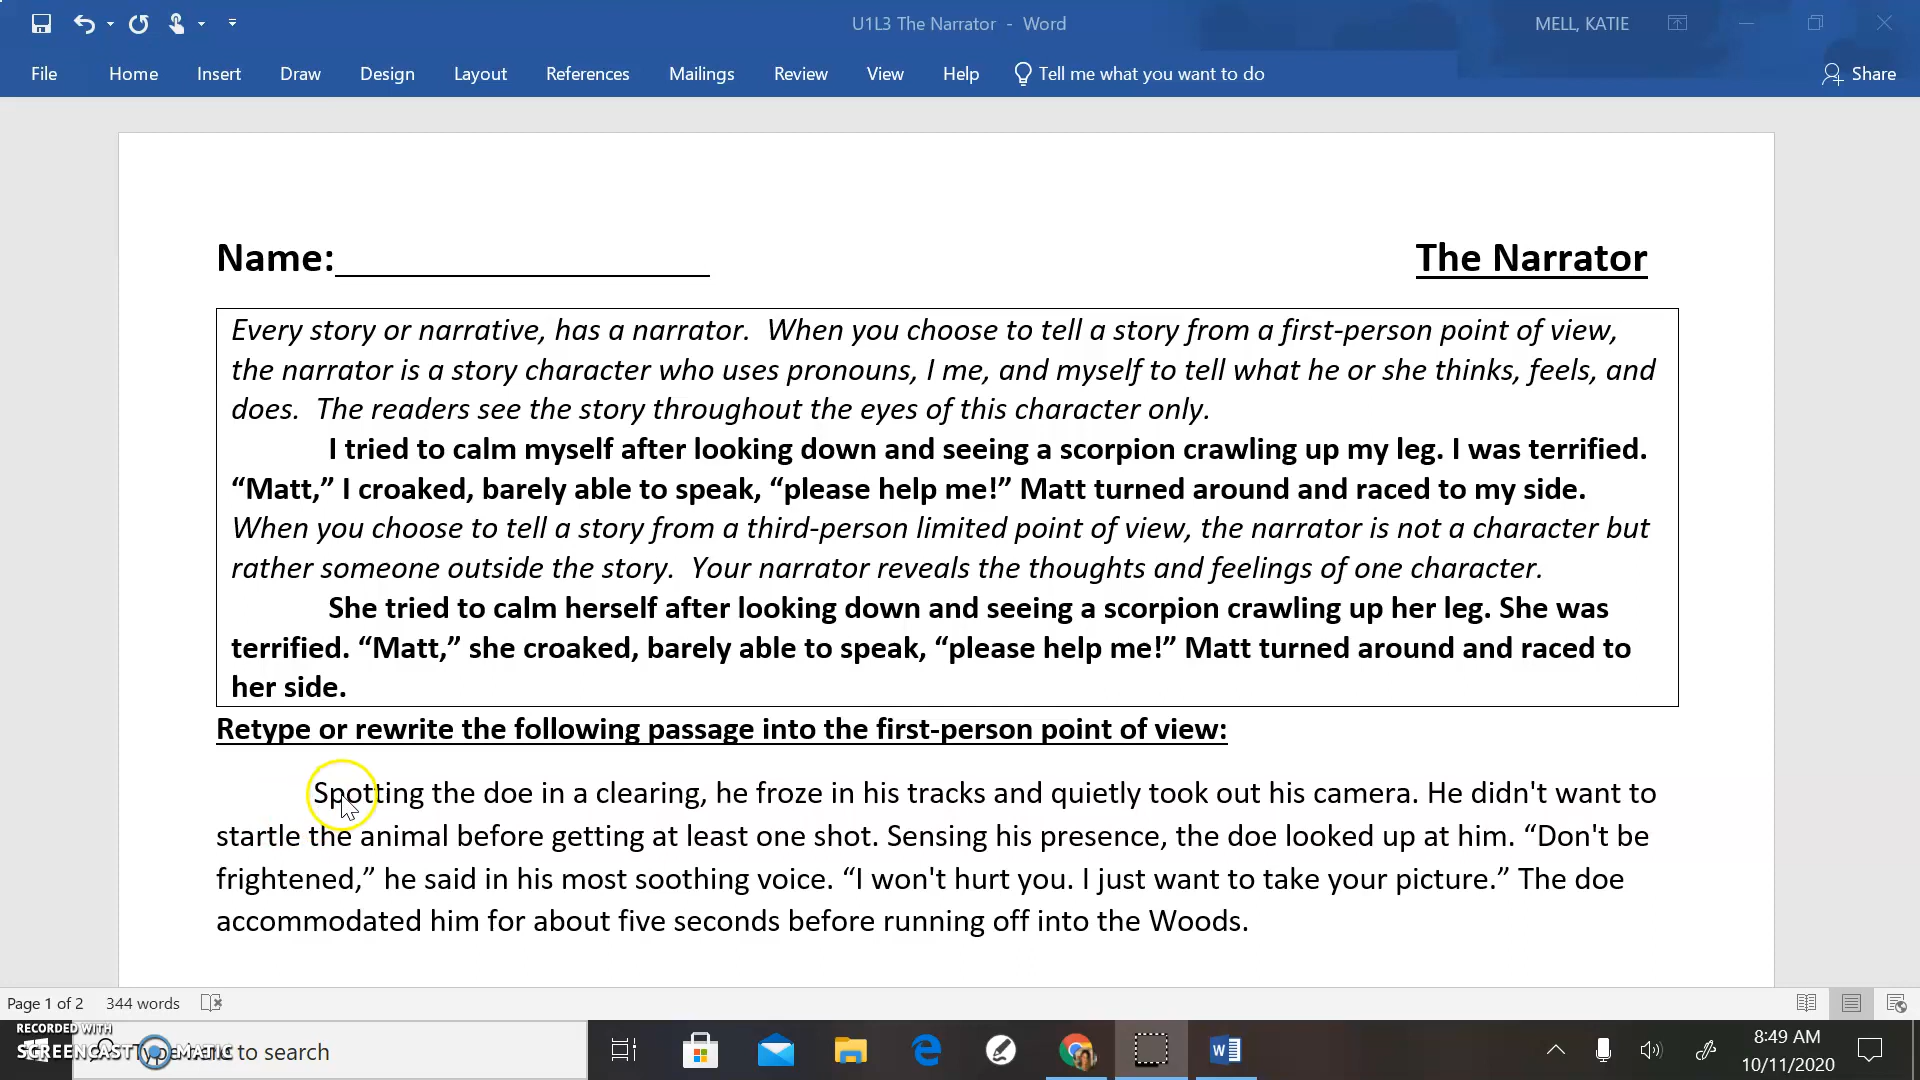 U1L3 The Narrator - Word
MELL, KATIE
File Home Insert Draw Design Layout References Mailings Review View Help Tell me what you want to do Share
Name:
The Narrator
Every story or narrative, has a narrator. When you choose to tell a story from a first-person point of view,
the narrator is a story character who uses pronouns, I me, and myself to tell what he or she thinks, feels, and
does. The readers see the story throughout the eyes of this character only.
I tried to calm myself after looking down and seeing a scorpion crawling up my leg. I was terrified.
“Matt,” I croaked, barely able to speak, “please help me!” Matt turned around and raced to my side.
When you choose to tell a story from a third-person limited point of view, the narrator is not a character but
rather someone outside the story. Your narrator reveals the thoughts and feelings of one character.
She tried to calm herself after looking down and seeing a scorpion crawling up her leg. She was
terrified. “Matt,” she croaked, barely able to speak, “please help me!” Matt turned around and raced to
her side.
Retype or rewrite the following passage into the first-person point of view:
Spotting the doe in a clearing, he froze in his tracks and quietly took out his camera. He didn't want to
startle the animal before getting at least one shot. Sensing his presence, the doe looked up at him. “Don't be
frightened,” he said in his most soothing voice. “I won't hurt you. I just want to take your picture.” The doe
accommodated him for about five seconds before running off into the Woods.
Page 1 of 2 344 words
RECORDED WITH
SCREENCAST MATIC
to search
8:49 AM
10/11/2020